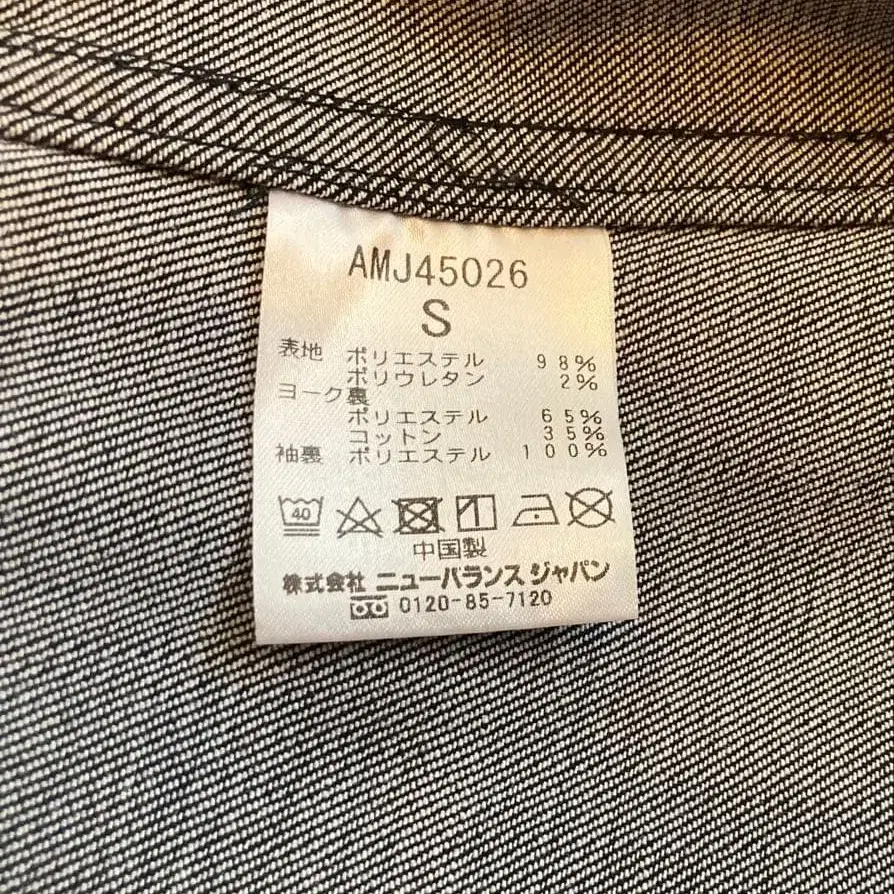 AMJ45026
S
表地 ポリエステル 98%
ポリウレタン 2%
ヨーク裏
ポリエステル 65%
コットン 35%
袖裏 ポリエステル 100%
40
中国製
株式会社 ニューバランス ジャパン
0120-85-7120